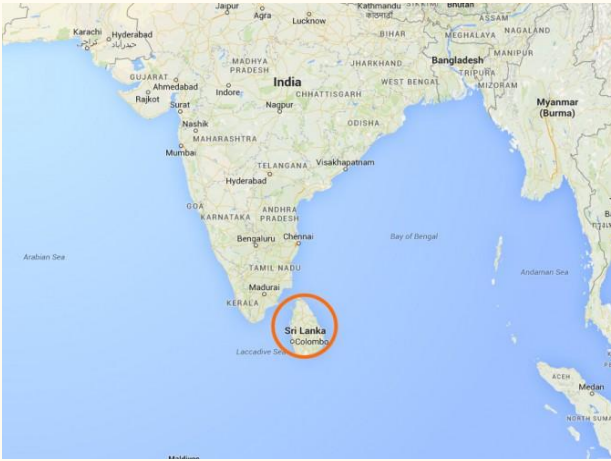 Jaipur
Agra
Lucknow
Kathmandu
काठमाडौं
SIKKIM
Bhutan
ASSAM
NAGALAND
Karachi
Hyderabad
BIHAR
MEGHALAYA
MANIPUR
MADHYA
PRADESH
JHARKHAND
Bangladesh
TRIPURA
GUJARAT
Ahmedabad
Indore
India
CHHATTISGARH
WEST BENGAL
MIZORAM
Rajkot
Surat
Nagpur
Myanmar
(Burma)
Nashik
ODISHA
MAHARASHTRA
Mumbai
TELANGANA
Visakhapatnam
Hyderabad
GOA
KARNATAKA
ANDHRA
PRADESH
Bengaluru
Chennai
Bay of Bengal
Arabian Sea
TAMIL NADU
Andaman Sea
Madurai
KERALA
Sri Lanka
Colombo
Laccadive Sea
ACEH
Medan
Maldives